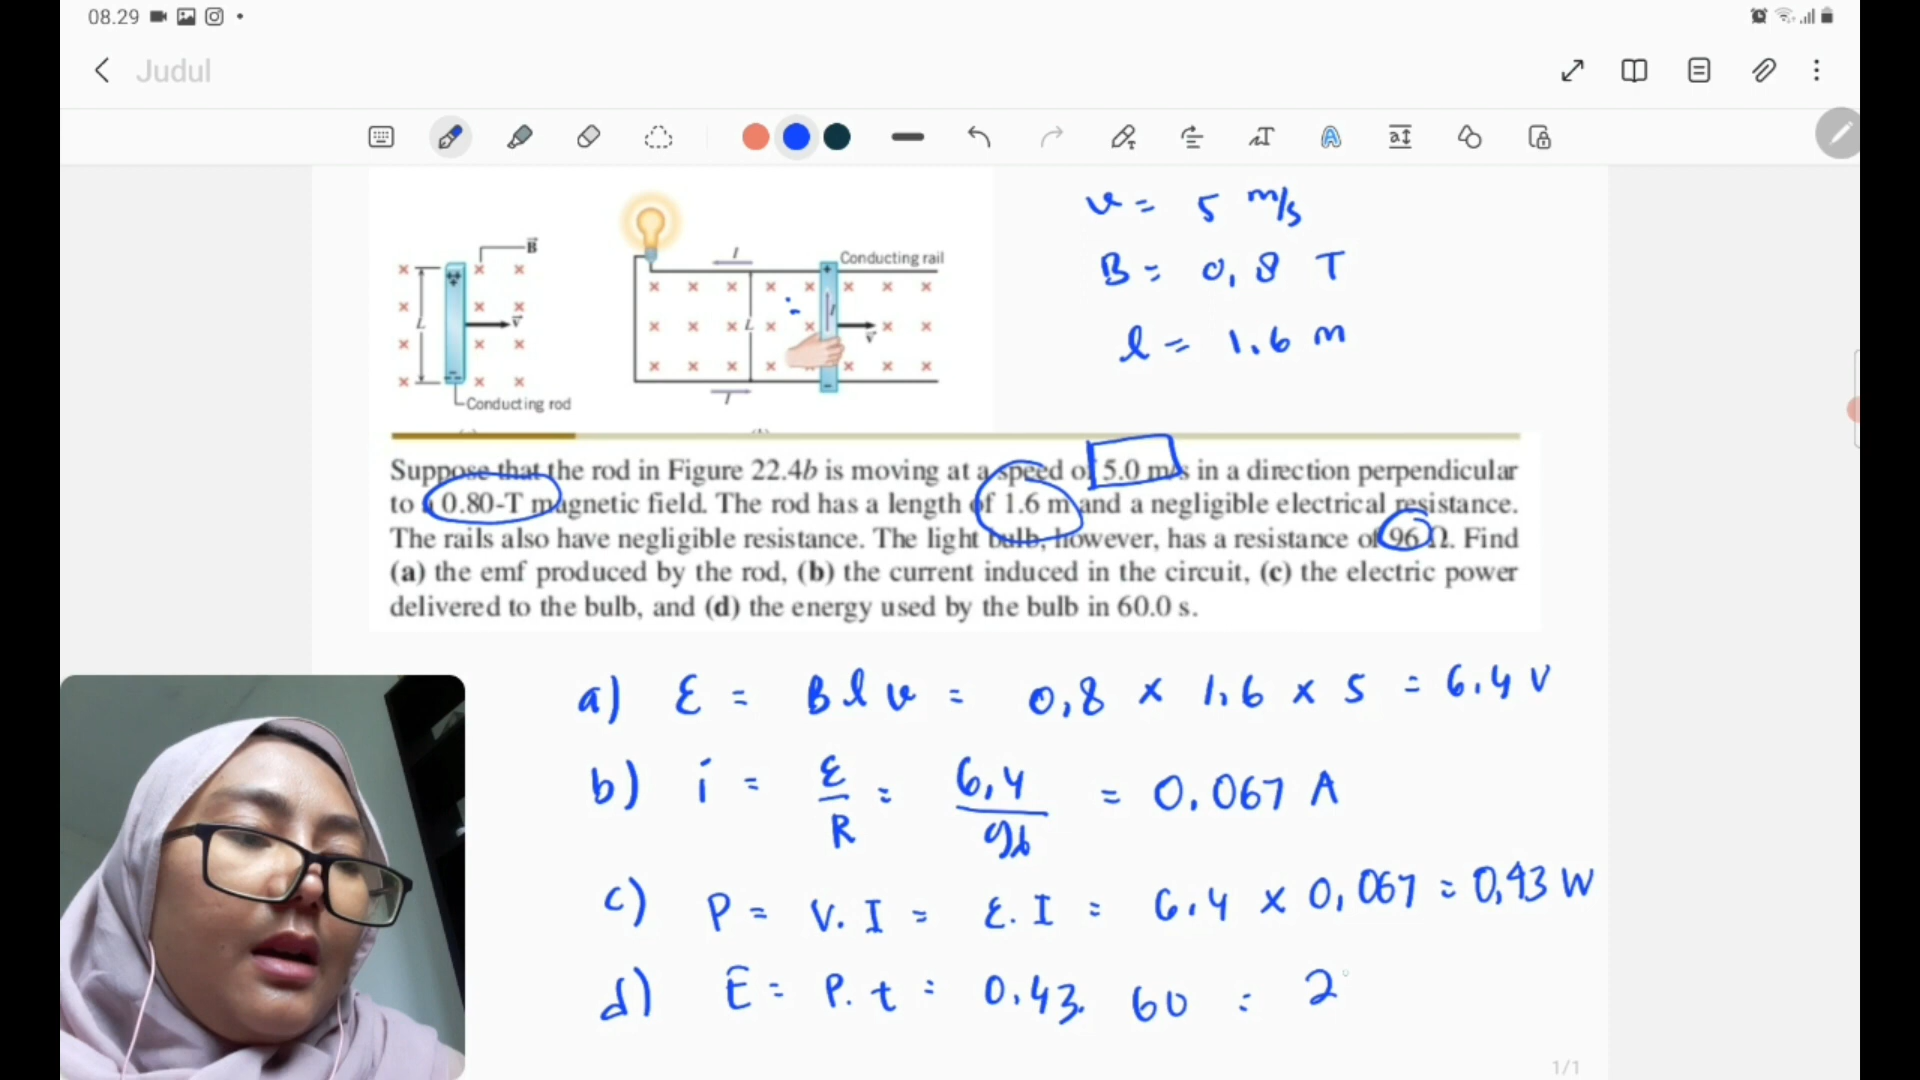 08.29
Judul
v = 5 m/s
B = 0,8 T
l = 1.6 m
B
L
v
Conducting rod
I
Conducting rail
L
I
v
I
Suppose that the rod in Figure 22.4b is moving at a speed of 5.0 m/s in a direction perpendicular
to a 0.80-T magnetic field. The rod has a length of 1.6 m and a negligible electrical resistance.
The rails also have negligible resistance. The light bulb, however, has a resistance of 96 Ω. Find
(a) the emf produced by the rod, (b) the current induced in the circuit, (c) the electric power
delivered to the bulb, and (d) the energy used by the bulb in 60.0 s.
a) ε = B l v = 0,8 × 1,6 × 5 = 6.4 V
b) i = ε/R = 6,4/96 = 0.067 A
c) P = V. I = ε. I = 6.4 × 0,067 = 0,43 W
d) E = P. t = 0.43. 60 = 2
1/1